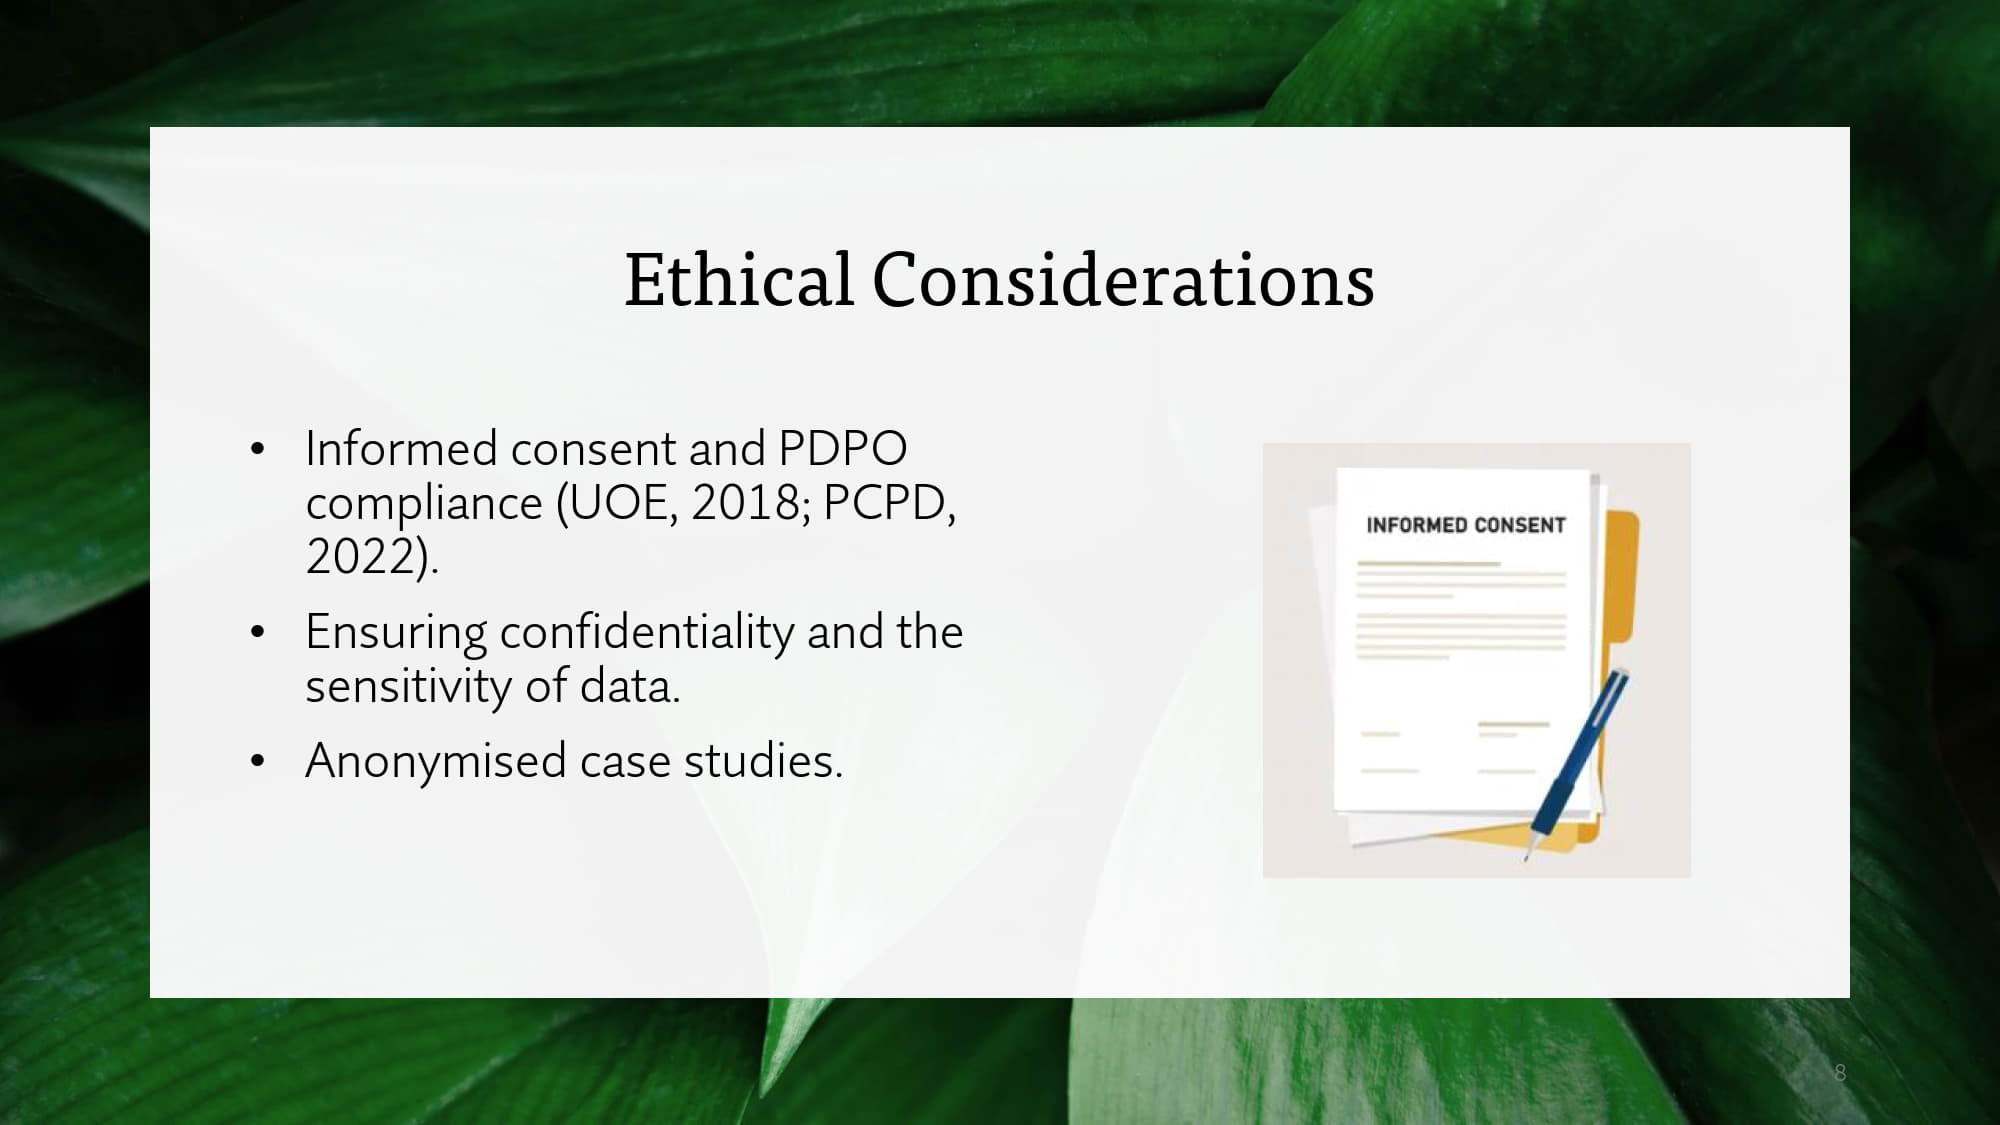 Ethical Considerations
• Informed consent and PDPO
compliance (UOE, 2018; PCPD,
2022).
• Ensuring confidentiality and the
sensitivity of data.
• Anonymised case studies.
INFORMED CONSENT
8